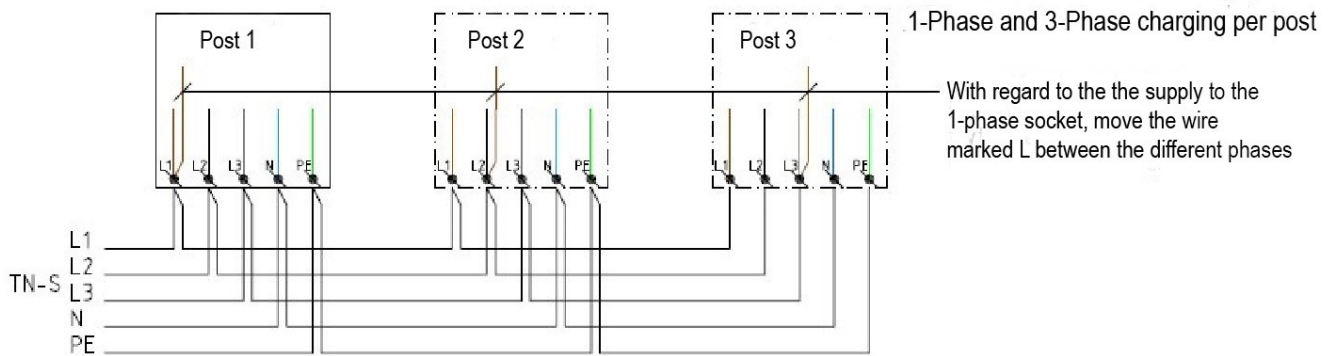 1-Phase and 3-Phase charging per post
Post 1
Post 2
Post 3
With regard to the the supply to the
1-phase socket, move the wire
marked L between the different phases
L1 L2 L3 N PE
L1 L2 L3 N PE
L1 L2 L3 N PE
L1
L2
TN-S
L3
N
PE